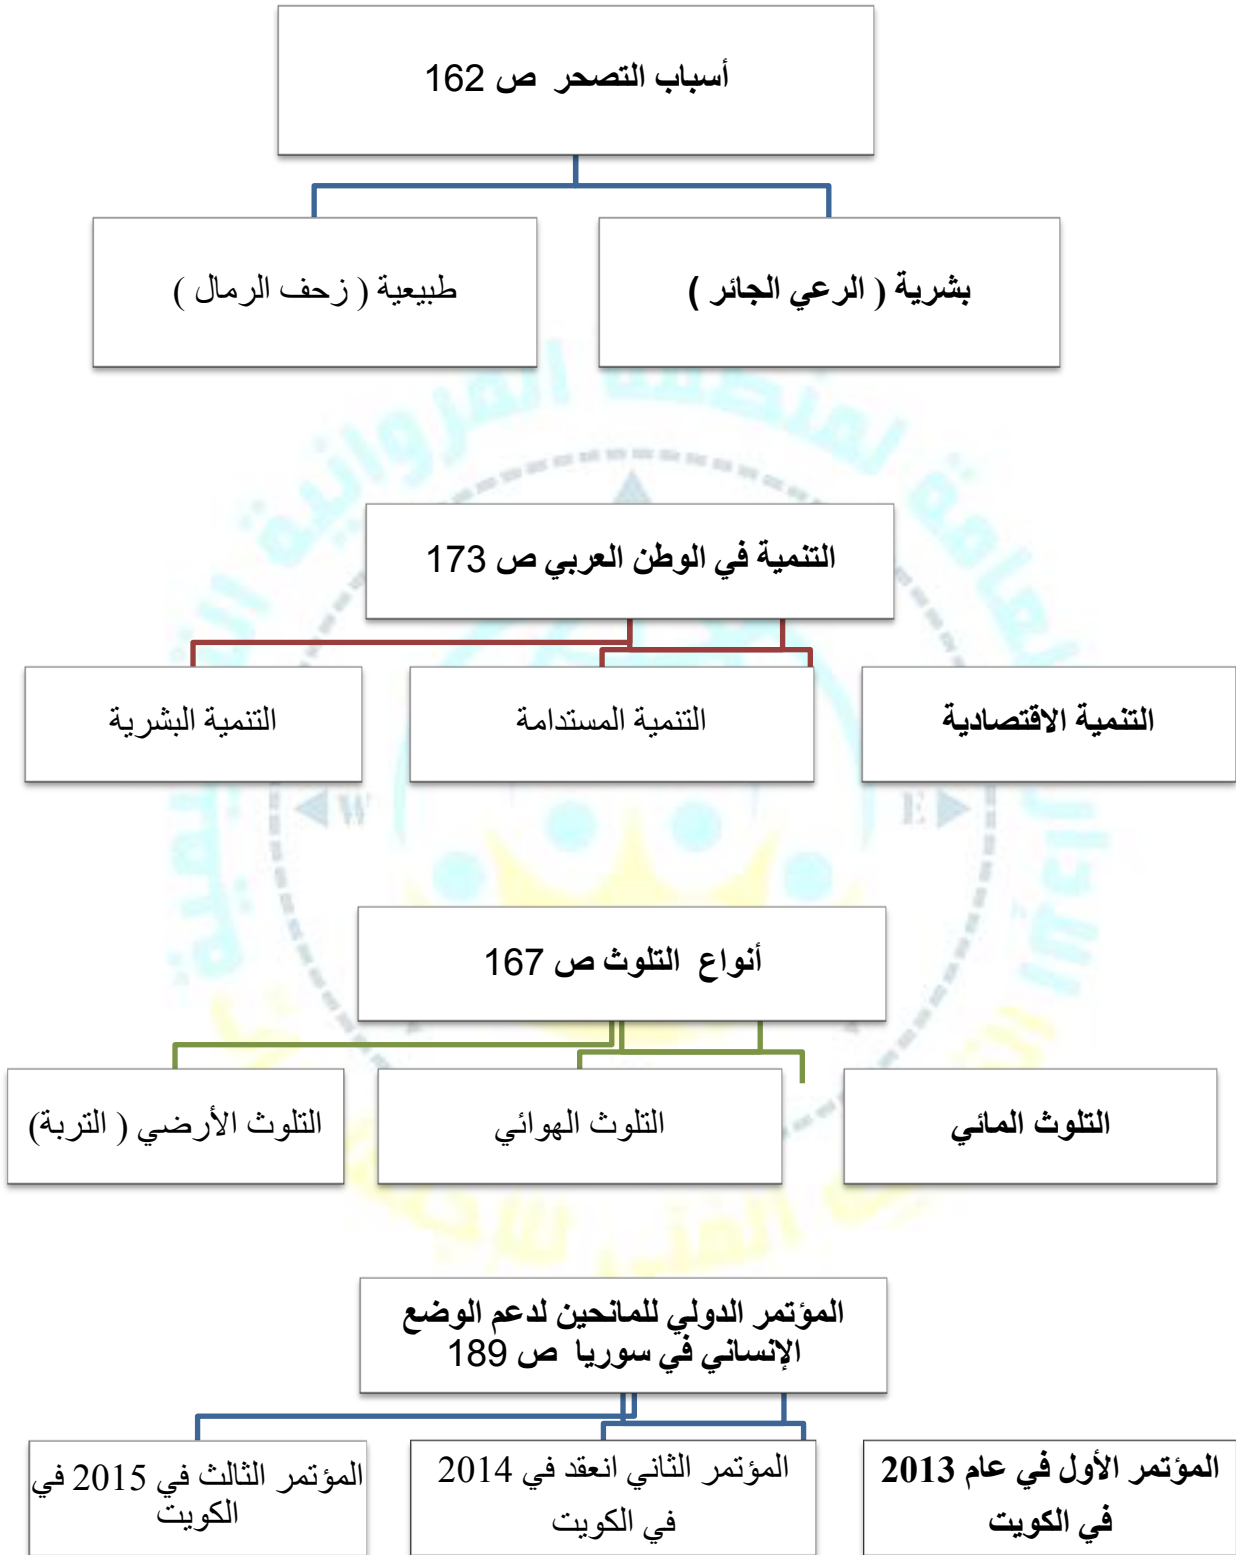 أسباب التصحر ص 162
بشرية ( الرعي الجائر )
طبيعية ( زحف الرمال )
التنمية في الوطن العربي ص 173
التنمية الاقتصادية
التنمية المستدامة
التنمية البشرية
أنواع التلوث ص 167
التلوث المائي
التلوث الهوائي
التلوث الأرضي ( التربة)
المؤتمر الدولي للمانحين لدعم الوضع
الإنساني في سوريا ص 189
المؤتمر الأول في عام 2013
في الكويت
المؤتمر الثاني انعقد في 2014
في الكويت
المؤتمر الثالث في 2015 في
الكويت
W
E